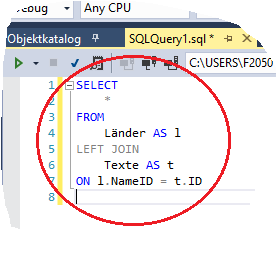 ebug
Any CPU
Objektkatalog
SQLQuery1.sql *
C:\USERS\F2050
1 SELECT
2 *
3 FROM
4 Länder AS l
5 LEFT JOIN
6 Texte AS t
7 ON l.NameID = t.ID
8